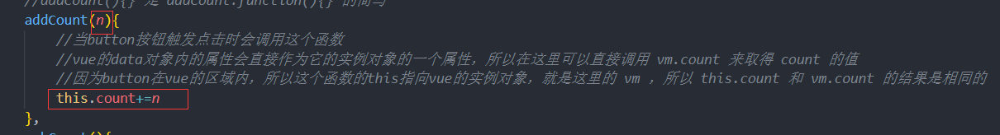 //addCount(){} 是 addCount:function(){} 的简写
addCount(n){
//当button按钮触发点击时会调用这个函数
//vue的data对象内的属性会直接作为它的实例对象的一个属性，所以在这里可以直接调用 vm.count 来取得 count 的值
//因为button在vue的区域内，所以这个函数的this指向vue的实例对象，就是这里的 vm ，所以 this.count 和 vm.count 的结果是相同的
this.count+=n
},